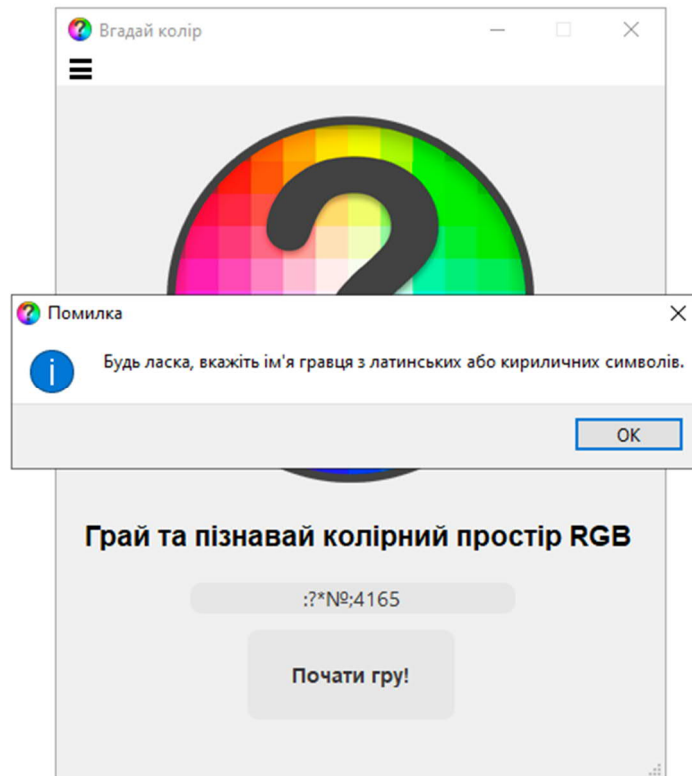 Вгадай колір
Помилка
Будь ласка, вкажіть ім'я гравця з латинських або кириличних символів.
OK
Грай та пізнавай колірний простір RGB
:?*№;4165
Почати гру!